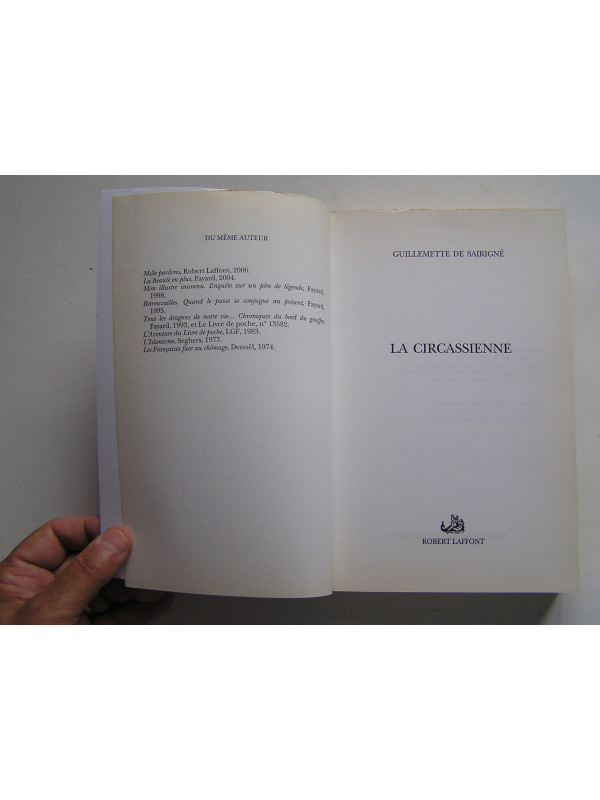 DU MÊME AUTEUR
Mille pardons, Robert Laffont, 2006.
La Beauté en plus, Fayard, 2004.
Mon illustre inconnu. Enquête sur un père de légende, Fayard,
1998.
Retrouvailles. Quand le passé se conjugue au présent, Fayard,
1995.
Tous les dragons de notre vie... Chroniques du bord du gouffre,
Fayard, 1993, et Le Livre de poche, n° 13582.
L'Aventure du Livre de poche, LGF, 1983.
L'Islamisme, Seghers, 1977.
Les Françaises face au chômage, Denoël, 1974.
GUILLEMETTE DE SAIRIGNÉ
LA CIRCASSIENNE
ROBERT LAFFONT